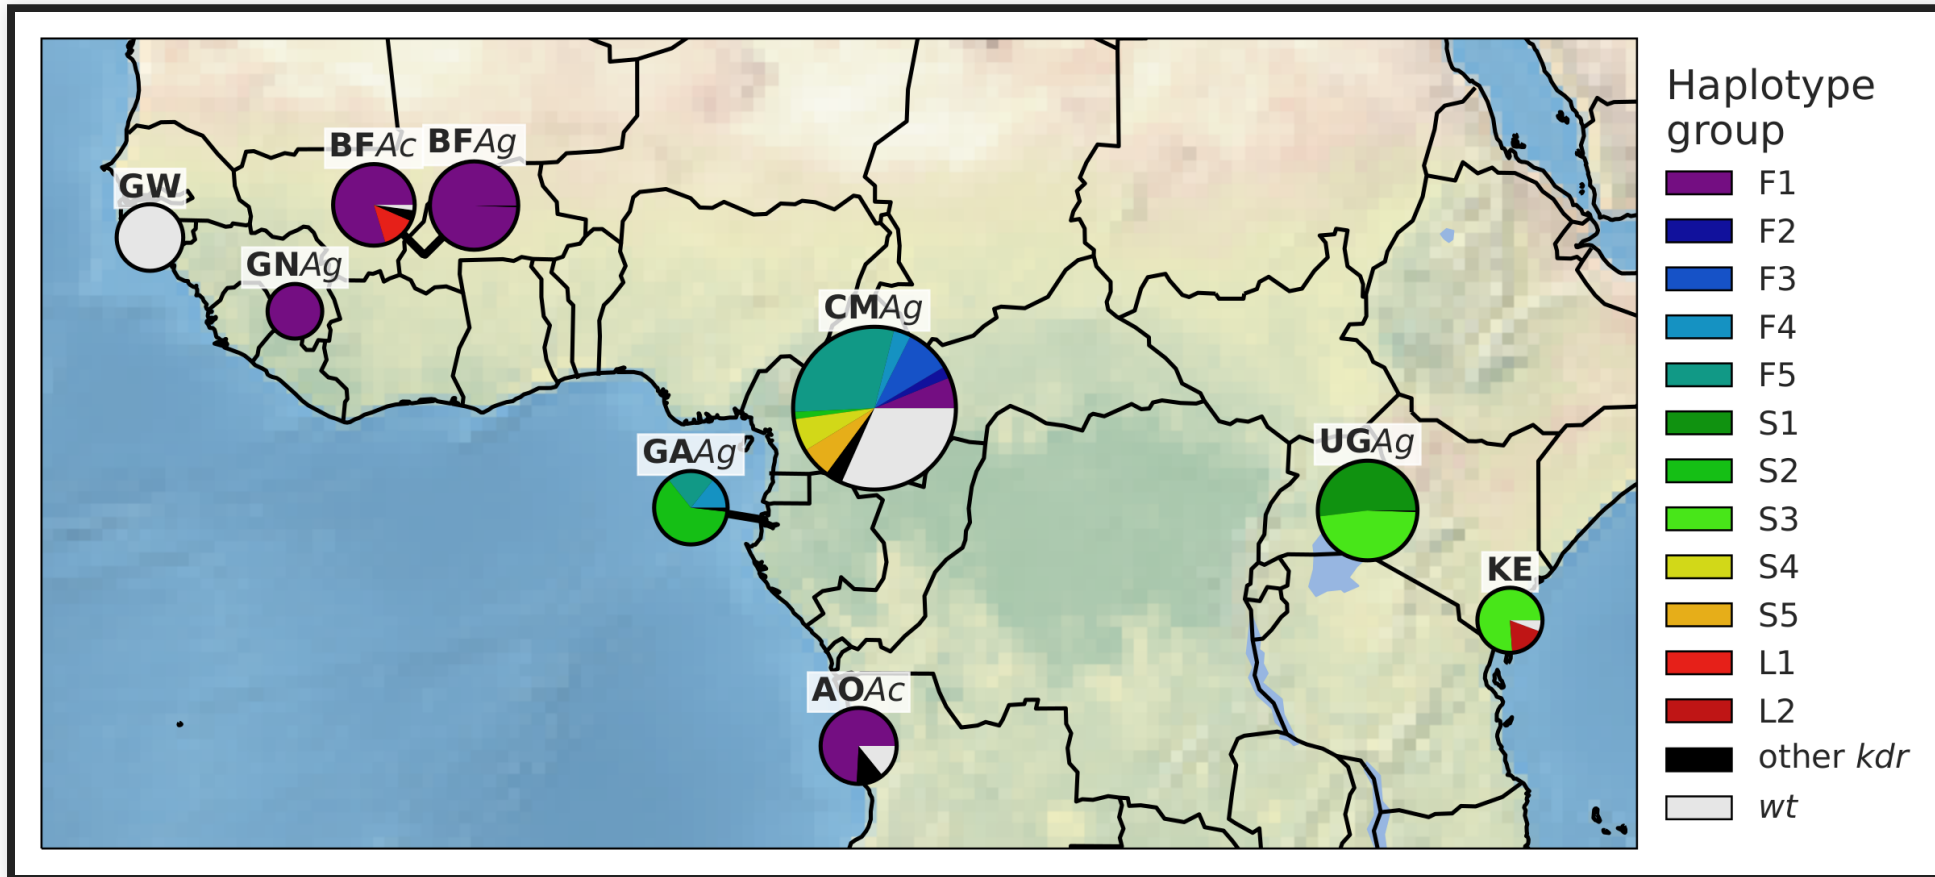 BFAc
BFAg
GW
GNAg
CMAg
GAAg
UGAg
KE
AOAc
Haplotype
group
F1
F2
F3
F4
F5
S1
S2
S3
S4
S5
L1
L2
other kdr
wt